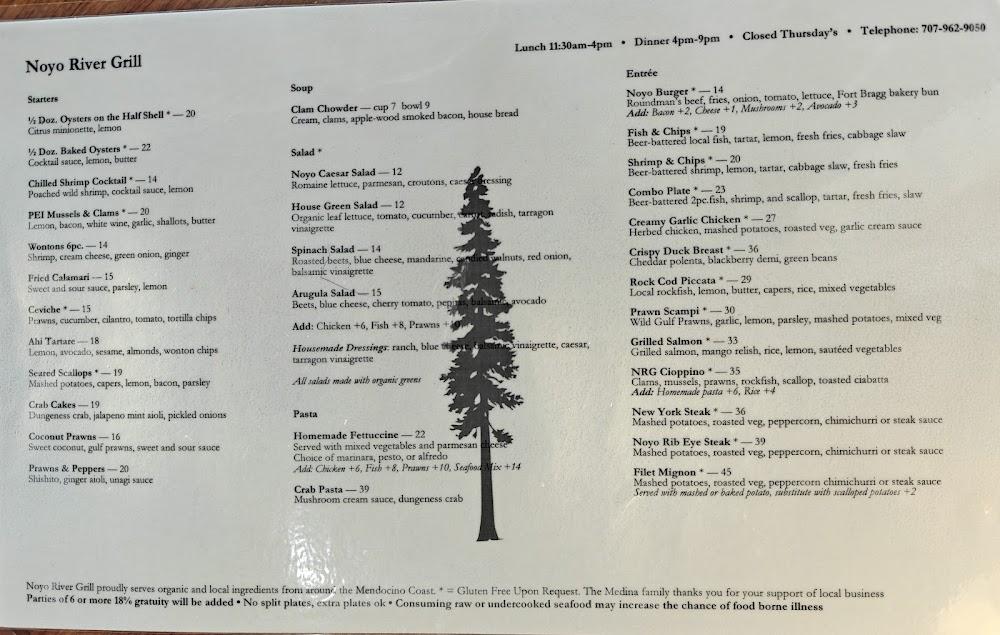 Lunch 11:30am-4pm • Dinner 4pm-9pm • Closed Thursday's • Telephone: 707-962-9050
Noyo River Grill
Starters
½ Doz. Oysters on the Half Shell * — 20
Citrus minionette, lemon
½ Doz. Baked Oysters * — 22
Cocktail sauce, lemon, butter
Chilled Shrimp Cocktail * — 14
Poached wild shrimp, cocktail sauce, lemon
PEI Mussels & Clams * — 20
Lemon, bacon, white wine, garlic, shallots, butter
Wontons 6pc. — 14
Shrimp, cream cheese, green onion, ginger
Fried Calamari — 15
Sweet and sour sauce, parsley, lemon
Ceviche * — 15
Prawns, cucumber, cilantro, tomato, tortilla chips
Ahi Tartare — 18
Lemon, avocado, sesame, almonds, wonton chips
Seared Scallops * — 19
Mashed potatoes, capers, lemon, bacon, parsley
Crab Cakes — 19
Dungeness crab, jalapeno mint aioli, pickled onions
Coconut Prawns — 16
Sweet coconut, gulf prawns, sweet and sour sauce
Prawns & Peppers — 20
Shishito, ginger aioli, unagi sauce
Soup
Clam Chowder — cup 7 bowl 9
Cream, clams, apple-wood smoked bacon, house bread
Salad *
Noyo Caesar Salad — 12
Romaine lettuce, parmesan, croutons, caesar dressing
House Green Salad — 12
Organic leaf lettuce, tomato, cucumber, carrot, radish, tarragon
vinaigrette
Spinach Salad — 14
Roasted beets, blue cheese, mandarine, candied walnuts, red onion,
balsamic vinaigrette
Arugula Salad — 15
Beets, blue cheese, cherry tomato, pepitas, balsamic, avocado
Add: Chicken +6, Fish +8, Prawns +10
Housemade Dressings: ranch, blue cheese, balsamic vinaigrette, caesar,
tarragon vinaigrette
All salads made with organic greens
Pasta
Homemade Fettuccine — 22
Served with mixed vegetables and parmesan cheese
Choice of marinara, pesto, or alfredo
Add: Chicken +6, Fish +8, Prawns +10, Seafood Mix +14
Crab Pasta — 39
Mushroom cream sauce, dungeness crab
Entrée
Noyo Burger * — 14
Roundman's beef, fries, onion, tomato, lettuce, Fort Bragg bakery bun
Add: Bacon +2, Cheese +1, Mushrooms +2, Avocado +3
Fish & Chips * — 19
Beer-battered local fish, tartar, lemon, fresh fries, cabbage slaw
Shrimp & Chips * — 20
Beer-battered shrimp, lemon, tartar, cabbage slaw, fresh fries
Combo Plate * — 23
Beer-battered 2pc.fish, shrimp, and scallop, tartar, fresh fries, slaw
Creamy Garlic Chicken * — 27
Herbed chicken, mashed potatoes, roasted veg, garlic cream sauce
Crispy Duck Breast * — 36
Cheddar polenta, blackberry demi, green beans
Rock Cod Piccata * — 29
Local rockfish, lemon, butter, capers, rice, mixed vegetables
Prawn Scampi * — 30
Wild Gulf Prawns, garlic, lemon, parsley, mashed potatoes, mixed veg
Grilled Salmon * — 33
Grilled salmon, mango relish, rice, lemon, sautéed vegetables
NRG Cioppino * — 35
Clams, mussels, prawns, rockfish, scallop, toasted ciabatta
Add: Homemade pasta +6, Rice +4
New York Steak * — 36
Mashed potatoes, roasted veg, peppercorn, chimichurri or steak sauce
Noyo Rib Eye Steak * — 39
Mashed potatoes, roasted veg, peppercorn, chimichurri or steak sauce
Filet Mignon * — 45
Mashed potatoes, roasted veg, peppercorn chimichurri or steak sauce
Served with mashed or baked potato, substitute with scalloped potatoes +2
Noyo River Grill proudly serves organic and local ingredients from around the Mendocino Coast. * = Gluten Free Upon Request. The Medina family thanks you for your support of local business
Parties of 6 or more 18% gratuity will be added • No split plates, extra plates ok • Consuming raw or undercooked seafood may increase the chance of food borne illness